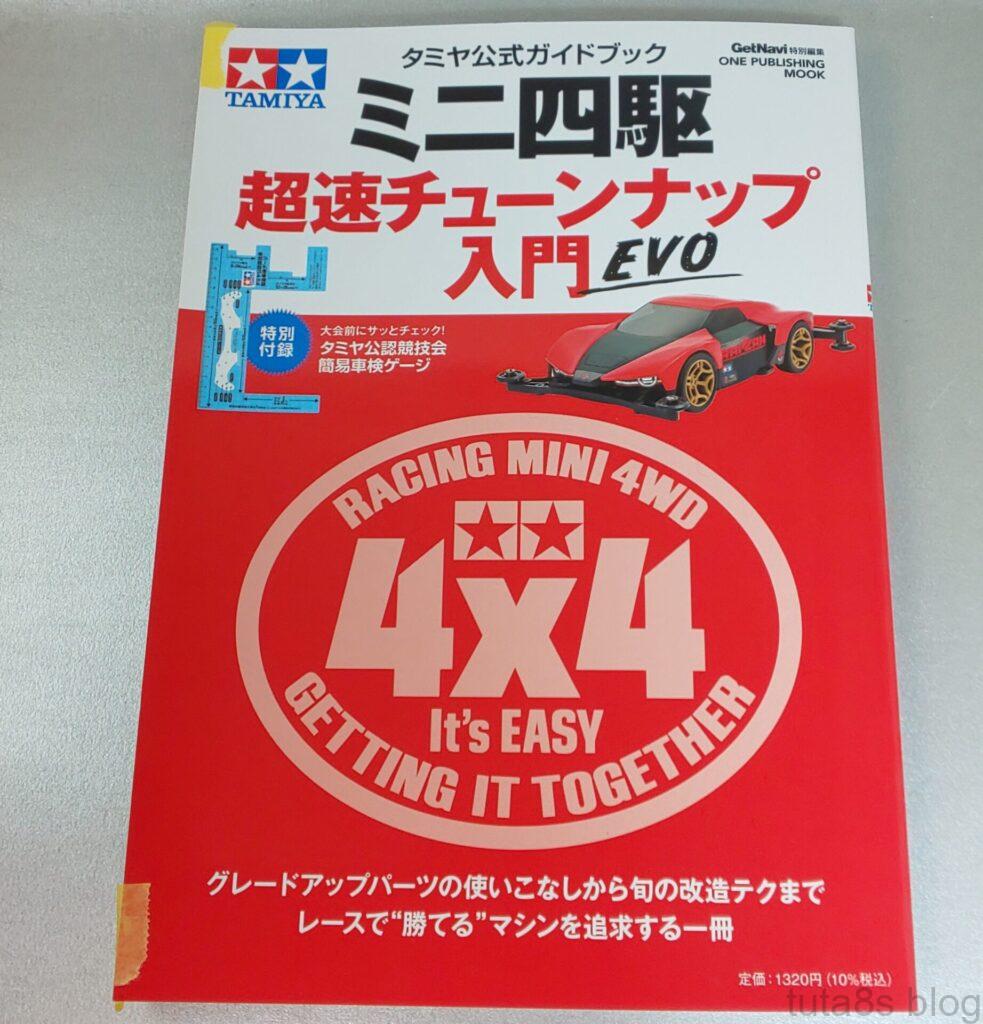 TAMIYA
タミヤ公式ガイドブック
GetNavi特別編集
ONE PUBLISHING
MOOK
ミニ四駆
超速チューンナップ
入門EVO
特別
付録
大会前にサッとチェック!
タミヤ公認競技会
簡易車検ゲージ
RACING MINI 4WD
4x4
It's EASY
GETTING IT TOGETHER
グレードアップパーツの使いこなしから旬の改造テクまで
レースで“勝てる”マシンを追求する一冊
定価:1320円(10%税込)
tuta8s blog